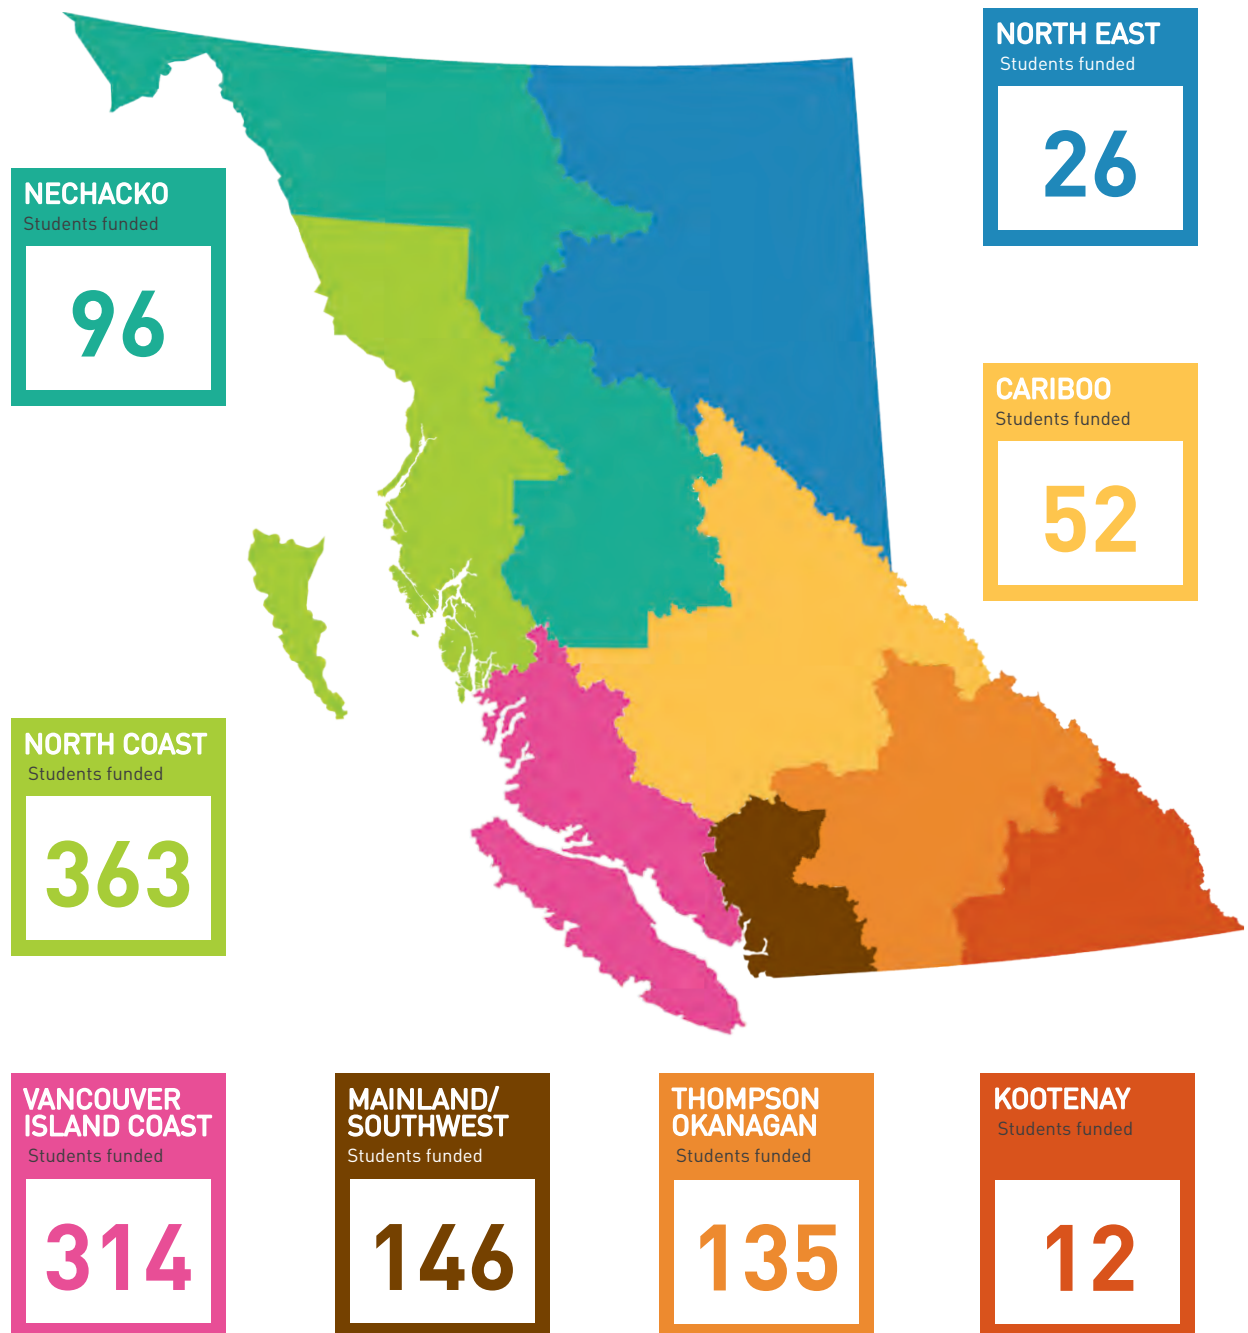 NORTH EAST
Students funded
26
NECHACKO
Students funded
96
CARIBOO
Students funded
52
NORTH COAST
Students funded
363
VANCOUVER
ISLAND COAST
Students funded
314
MAINLAND/
SOUTHWEST
Students funded
146
THOMPSON
OKANAGAN
Students funded
135
KOOTENAY
Students funded
12